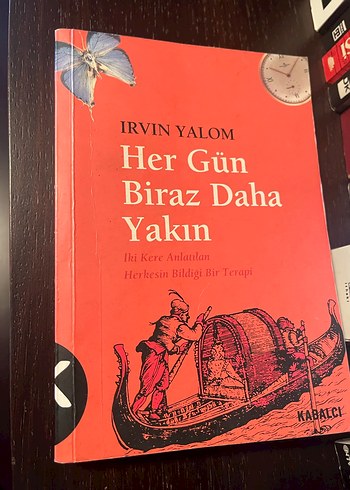 IRVIN YALOM
Her Gün
Biraz Daha
Yakın
İki Kere Anlatılan
Herkesin Bildiği Bir Terapi
KABALCI